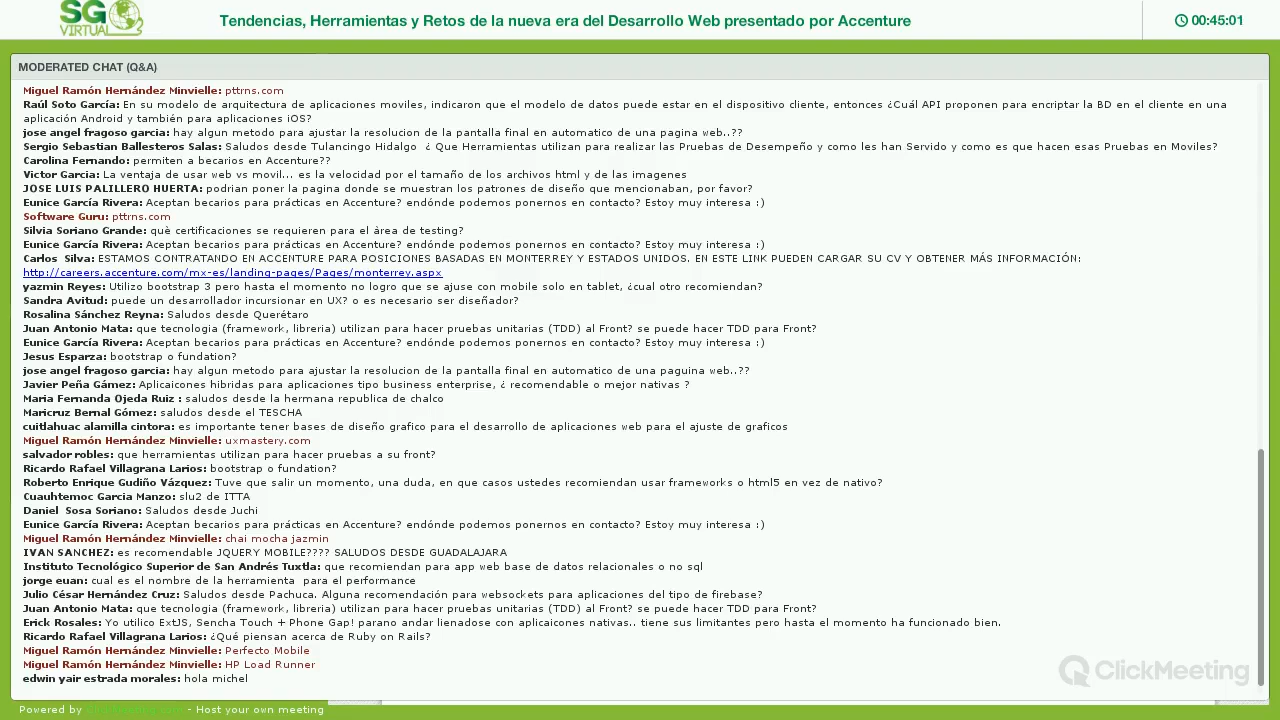 SG
VIRTUAL
Tendencias, Herramientas y Retos de la nueva era del Desarrollo Web presentado por Accenture
00:45:01
MODERATED CHAT (Q&A)
Miguel Ramón Hernández Minvielle: pttrns.com
Raúl Soto García: En su modelo de arquitectura de aplicaciones moviles, indicaron que el modelo de datos puede estar en el dispositivo cliente, entonces ¿Cuál API proponen para encriptar la BD en el cliente en una
aplicación Android y también para aplicaciones iOS?
jose angel fragoso garcia: hay algun metodo para ajustar la resolucion de la pantalla final en automatico de una pagina web..??
Sergio Sebastian Ballesteros Salas: Saludos desde Tulancingo Hidalgo ¿ Que Herramientas utilizan para realizar las Pruebas de Desempeño y como les han Servido y como es que hacen esas Pruebas en Moviles?
Carolina Fernando: permiten a becarios en Accenture??
Victor Garcia: La ventaja de usar web vs movil... es la velocidad por el tamaño de los archivos html y de las imagenes
JOSE LUIS PALILLERO HUERTA: podrian poner la pagina donde se muestran los patrones de diseño que mencionaban, por favor?
Eunice García Rivera: Aceptan becarios para prácticas en Accenture? endónde podemos ponernos en contacto? Estoy muy interesa :)
Software Guru: pttrns.com
Silvia Soriano Grande: què certificaciones se requieren para el àrea de testing?
Eunice García Rivera: Aceptan becarios para prácticas en Accenture? endónde podemos ponernos en contacto? Estoy muy interesa :)
Carlos Silva: ESTAMOS CONTRATANDO EN ACCENTURE PARA POSICIONES BASADAS EN MONTERREY Y ESTADOS UNIDOS. EN ESTE LINK PUEDEN CARGAR SU CV Y OBTENER MÁS INFORMACIÓN:
http://careers.accenture.com/mx-es/landing-pages/Pages/monterrey.aspx
yazmin Reyes: Utilizo bootstrap 3 pero hasta el momento no logro que se ajuse con mobile solo en tablet, ¿cual otro recomiendan?
Sandra Avitud: puede un desarrollador incursionar en UX? o es necesario ser diseñador?
Rosalina Sánchez Reyna: Saludos desde Querétaro
Juan Antonio Mata: que tecnologia (framework, libreria) utilizan para hacer pruebas unitarias (TDD) al Front? se puede hacer TDD para Front?
Eunice García Rivera: Aceptan becarios para prácticas en Accenture? endónde podemos ponernos en contacto? Estoy muy interesa :)
Jesus Esparza: bootstrap o fundation?
jose angel fragoso garcia: hay algun metodo para ajustar la resolucion de la pantalla final en automatico de una paguina web..??
Javier Peña Gámez: Aplicaicones hibridas para aplicaciones tipo business enterprise, ¿ recomendable o mejor nativas ?
Maria Fernanda Ojeda Ruiz : saludos desde la hermana republica de chalco
Maricruz Bernal Gómez: saludos desde el TESCHA
cuitlahuac alamilla cintora: es importante tener bases de diseño grafico para el desarrollo de aplicaciones web para el ajuste de graficos
Miguel Ramón Hernández Minvielle: uxmastery.com
salvador robles: que herramientas utilizan para hacer pruebas a su front?
Ricardo Rafael Villagrana Larios: bootstrap o fundation?
Roberto Enrique Gudiño Vázquez: Tuve que salir un momento, una duda, en que casos ustedes recomiendan usar frameworks o html5 en vez de nativo?
Cuauhtemoc Garcia Manzo: slu2 de ITTA
Daniel Sosa Soriano: Saludos desde Juchi
Eunice García Rivera: Aceptan becarios para prácticas en Accenture? endónde podemos ponernos en contacto? Estoy muy interesa :)
Miguel Ramón Hernández Minvielle: chai mocha jazmin
IVAN SANCHEZ: es recomendable JQUERY MOBILE???? SALUDOS DESDE GUADALAJARA
Instituto Tecnológico Superior de San Andrés Tuxtla: que recomiendan para app web base de datos relacionales o no sql
jorge euan: cual es el nombre de la herramienta para el performance
Julio César Hernández Cruz: Saludos desde Pachuca. Alguna recomendación para websockets para aplicaciones del tipo de firebase?
Juan Antonio Mata: que tecnologia (framework, libreria) utilizan para hacer pruebas unitarias (TDD) al Front? se puede hacer TDD para Front?
Erick Rosales: Yo utilico ExtJS, Sencha Touch + Phone Gap! parano andar lienadose con aplicaicones nativas.. tiene sus limitantes pero hasta el momento ha funcionado bien.
Ricardo Rafael Villagrana Larios: ¿Qué piensan acerca de Ruby on Rails?
Miguel Ramón Hernández Minvielle: Perfecto Mobile
Miguel Ramón Hernández Minvielle: HP Load Runner
edwin yair estrada morales: hola michel
ClickMeeting
Powered by ClickMeeting.com - Host your own meeting